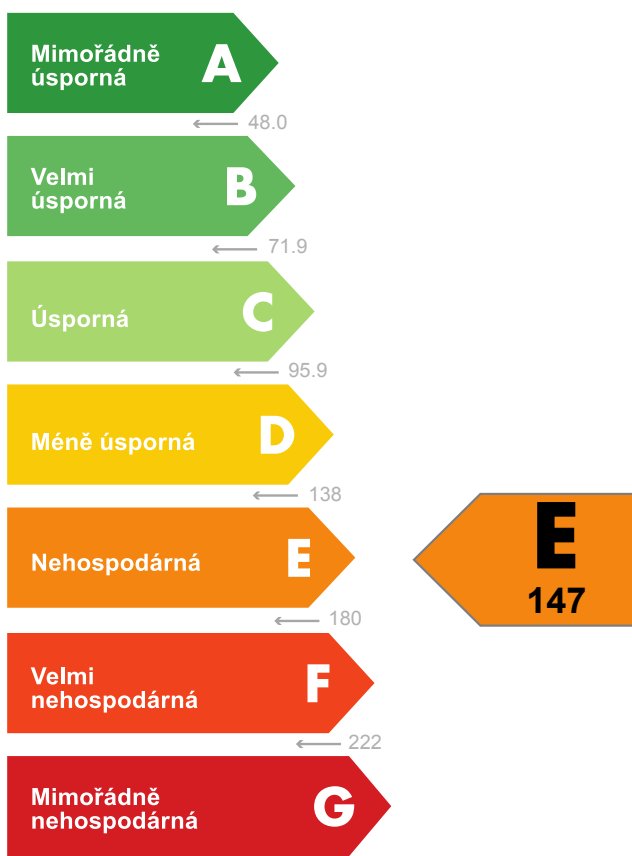 Mimořádně
úsporná
A
48.0
Velmi
úsporná
B
71.9
Úsporná
C
95.9
Méně úsporná
D
138
Nehospodárná
E
180
E
147
Velmi
nehospodárná
F
222
Mimořádně
nehospodárná
G